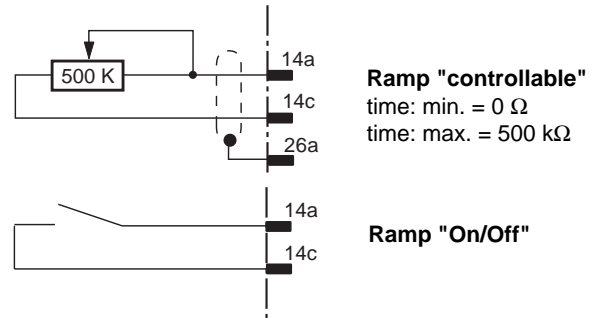 500 K
14a
14c
26a
Ramp "controllable"
time: min. = 0 Ω
time: max. = 500 kΩ
14a
14c
Ramp "On/Off"